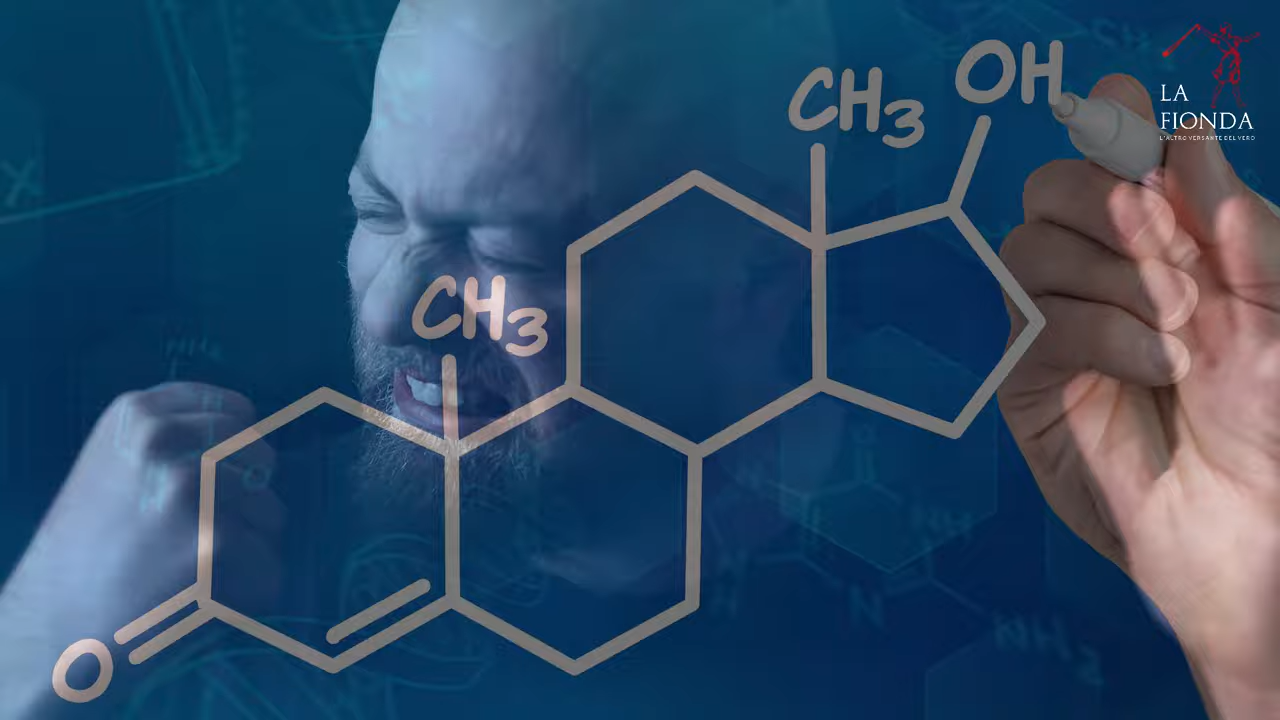 CH3
OH
LA
FIONDA
L'ALTRO VERSANTE DEL VERO
CH3
O